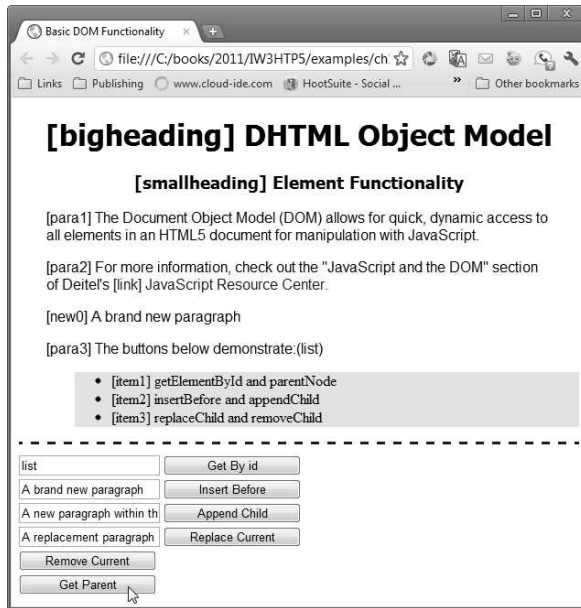 Basic DOM Functionality
file:///C:/books/2011/IW3HTP5/examples/ch
Links Publishing www.cloud-ide.com HootSuite - Social ... » Other bookmarks
[bigheading] DHTML Object Model
[smallheading] Element Functionality
[para1] The Document Object Model (DOM) allows for quick, dynamic access to
all elements in an HTML5 document for manipulation with JavaScript.
[para2] For more information, check out the "JavaScript and the DOM" section
of Deitel's [link] JavaScript Resource Center.
[new0] A brand new paragraph
[para3] The buttons below demonstrate:(list)
• [item1] getElementById and parentNode
• [item2] insertBefore and appendChild
• [item3] replaceChild and removeChild
list Get By id
A brand new paragraph Insert Before
A new paragraph within th Append Child
A replacement paragraph Replace Current
Remove Current
Get Parent